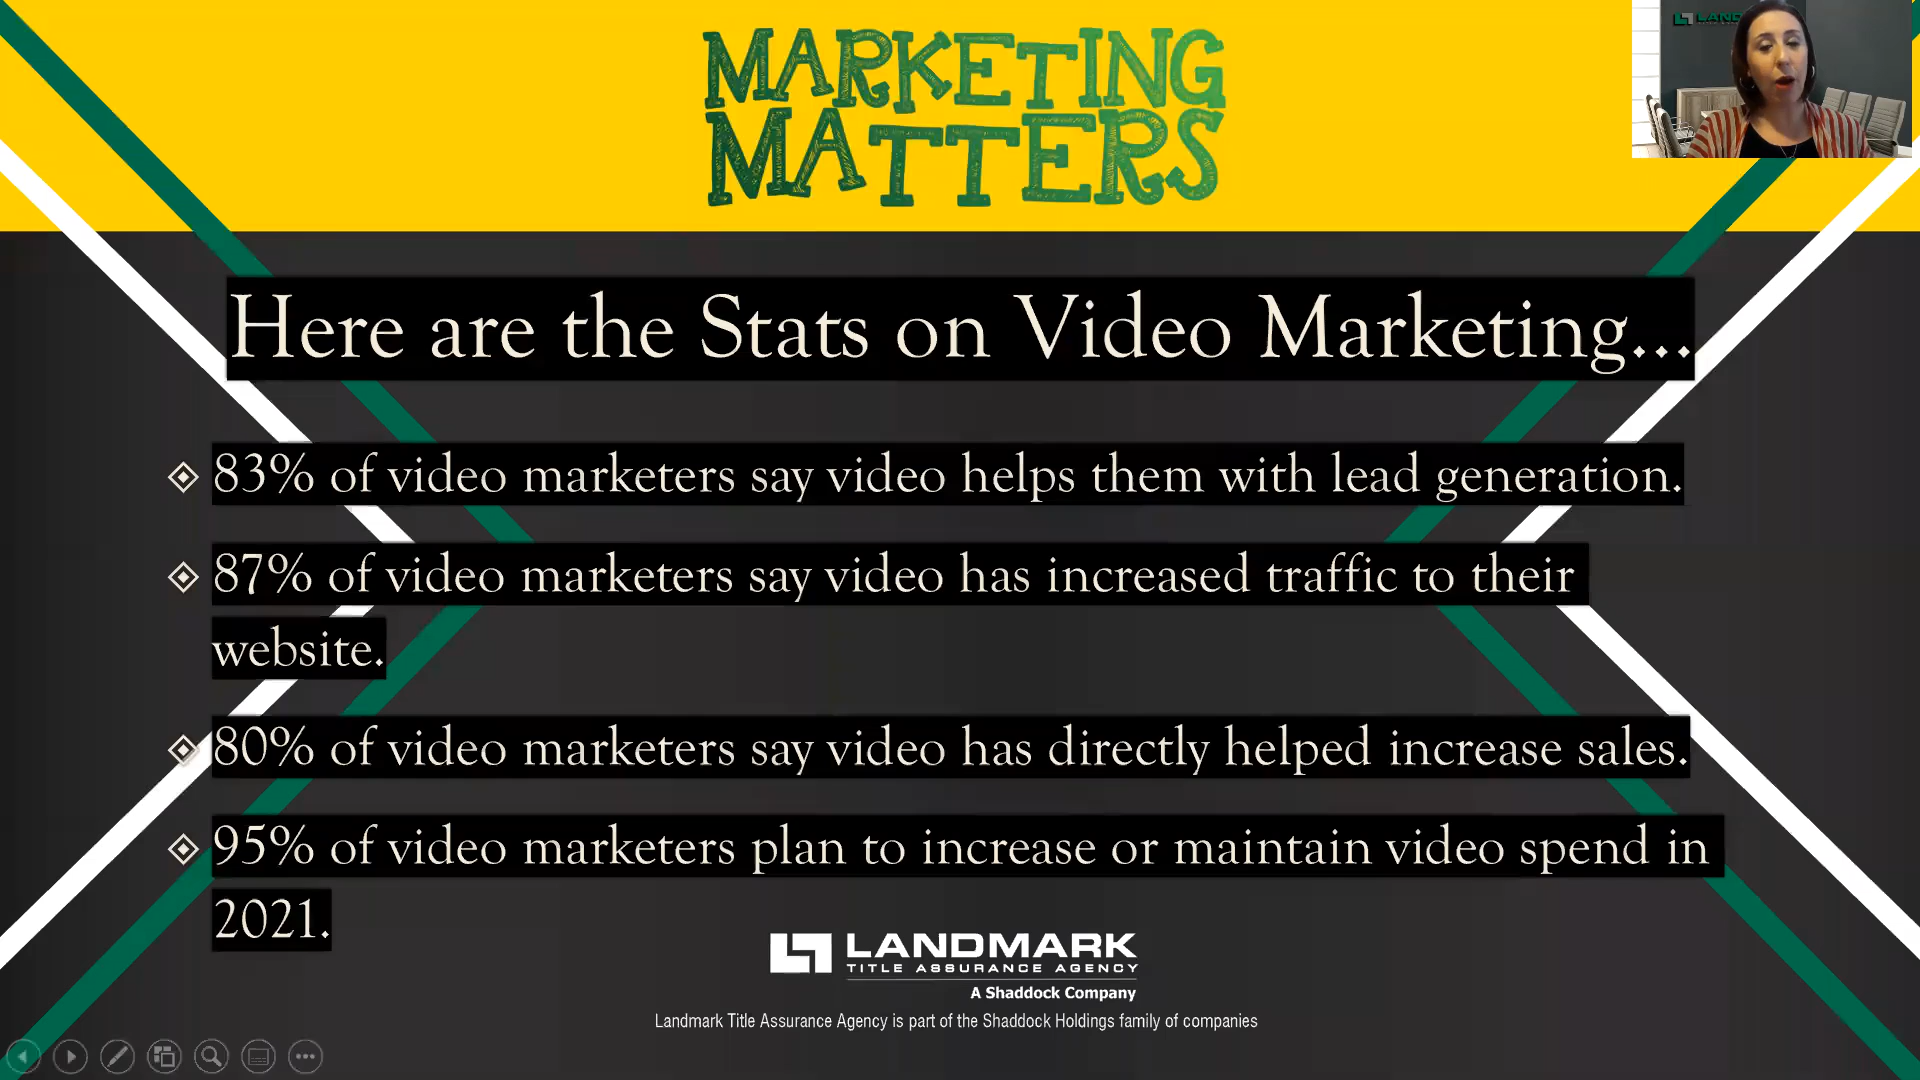 MARKETING
MATTERS
LAND
Here are the Stats on Video Marketing...
83% of video marketers say video helps them with lead generation.
87% of video marketers say video has increased traffic to their
website.
80% of video marketers say video has directly helped increase sales.
95% of video marketers plan to increase or maintain video spend in
2021.
LANDMARK
TITLE ASSURANCE AGENCY
A Shaddock Company
Landmark Title Assurance Agency is part of the Shaddock Holdings family of companies